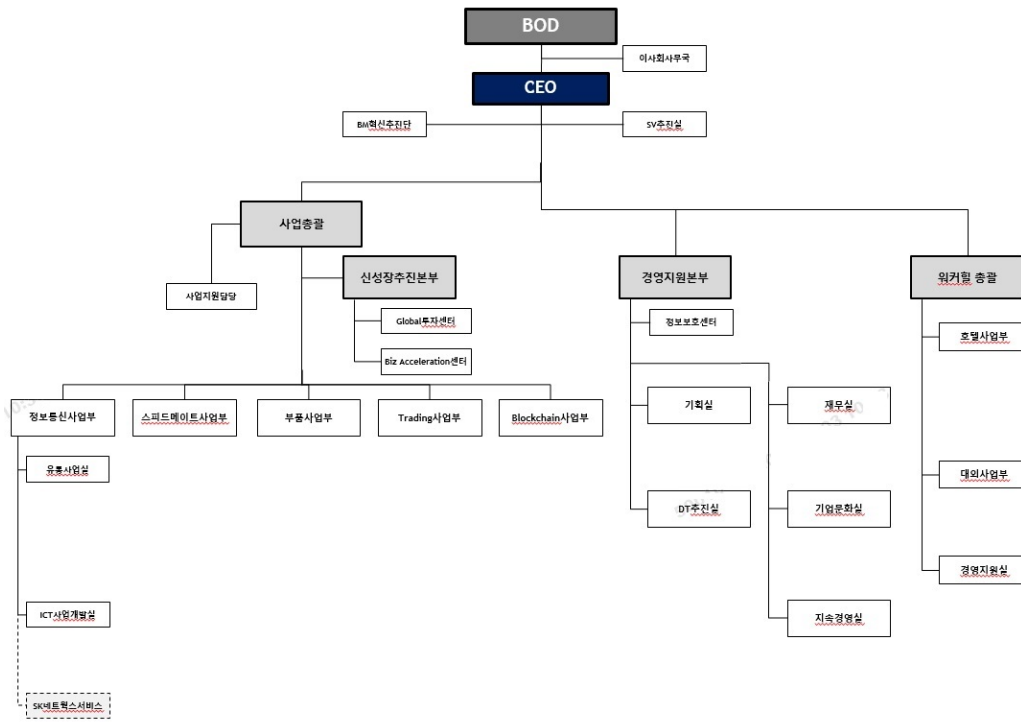 BOD
이사회사무국
CEO
BM혁신추진단
SV추진실
사업총괄
사업지원담당
신성장추진본부
Global투자센터
Biz Acceleration센터
경영지원본부
정보보호센터
워커힐 총괄
호텔사업부
정보통신사업부
스피드메이트사업부
부품사업부
Trading사업부
Blockchain사업부
기획실
재무실
유통사업실
대외사업부
DT추진실
기업문화실
경영지원실
ICT사업개발실
지속경영실
SK네트웍스서비스